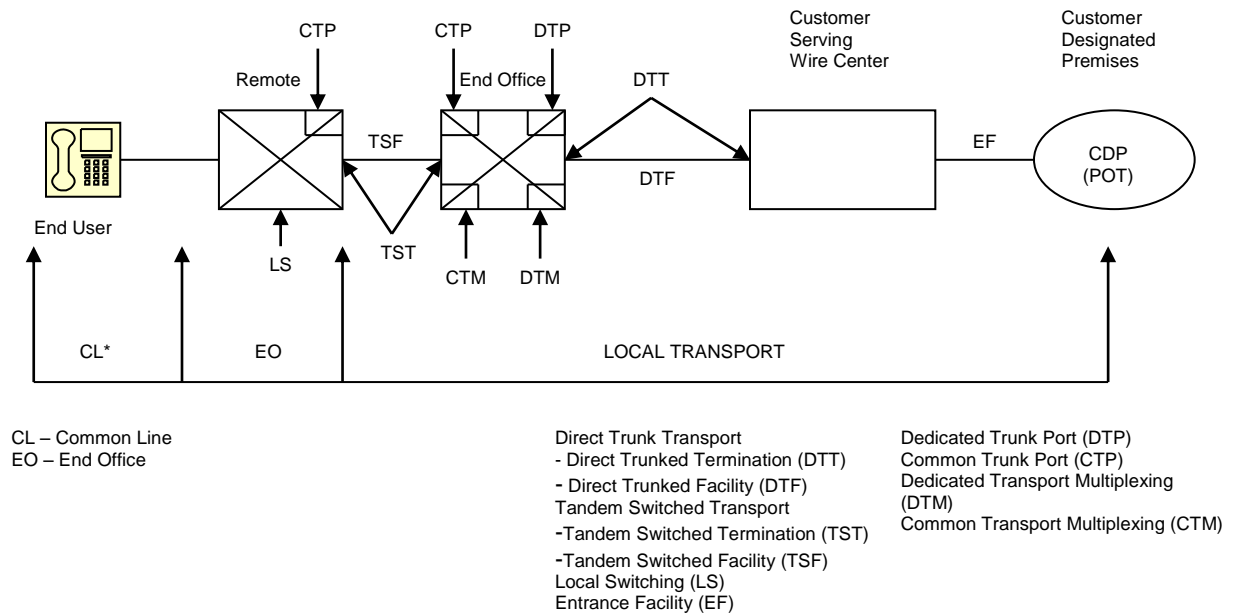 Customer
Serving
Wire Center
Customer
Designated
Premises
CTP
CTP
DTP
Remote
End Office
DTT
TSF
DTF
EF
CDP
(POT)
End User
LS
TST
CTM
DTM
CL*
EO
LOCAL TRANSPORT
CL – Common Line
EO – End Office
Direct Trunk Transport
- Direct Trunked Termination (DTT)
- Direct Trunked Facility (DTF)
Tandem Switched Transport
-Tandem Switched Termination (TST)
-Tandem Switched Facility (TSF)
Local Switching (LS)
Entrance Facility (EF)
Dedicated Trunk Port (DTP)
Common Trunk Port (CTP)
Dedicated Transport Multiplexing
(DTM)
Common Transport Multiplexing (CTM)